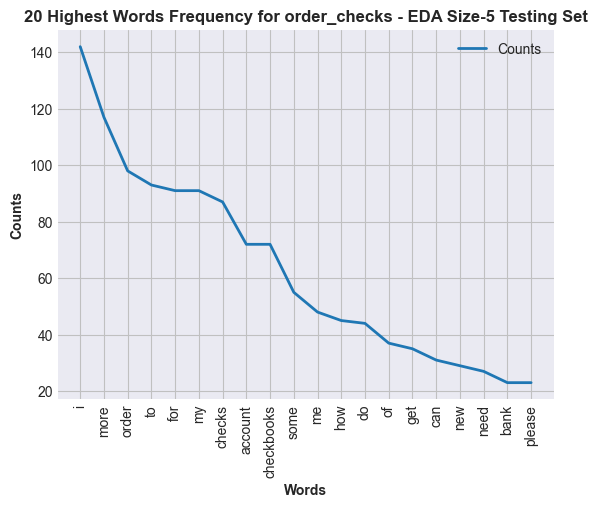 20 Highest Words Frequency for order_checks - EDA Size-5 Testing Set
Counts
140
120
100
80
60
40
20
Counts
i
more
order
to
for
my
checks
account
checkbooks
some
me
how
do
of
get
can
new
need
bank
please
Words